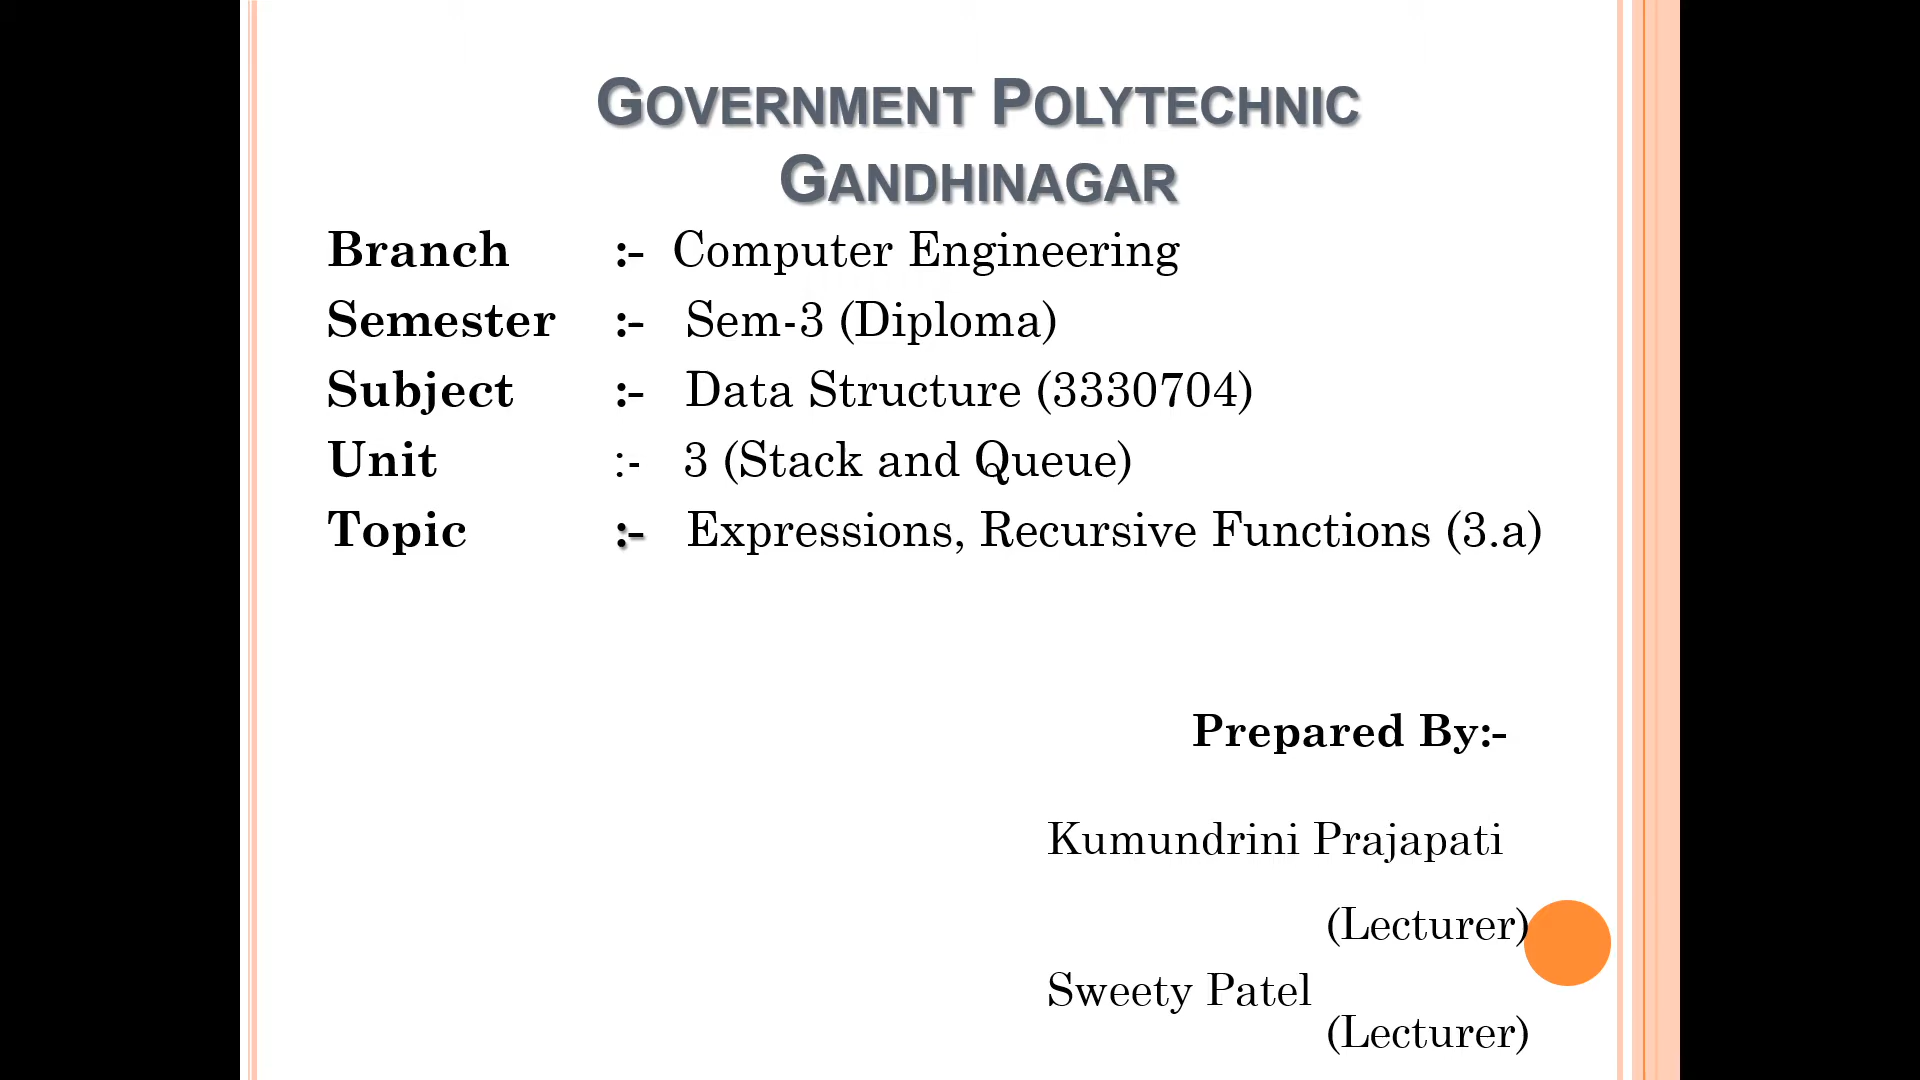 GOVERNMENT POLYTECHNIC
GANDHINAGAR
Branch :- Computer Engineering
Semester :- Sem-3 (Diploma)
Subject :- Data Structure (3330704)
Unit :- 3 (Stack and Queue)
Topic :- Expressions, Recursive Functions (3.a)
Prepared By:-
Kumundrini Prajapati
(Lecturer)
Sweety Patel
(Lecturer)